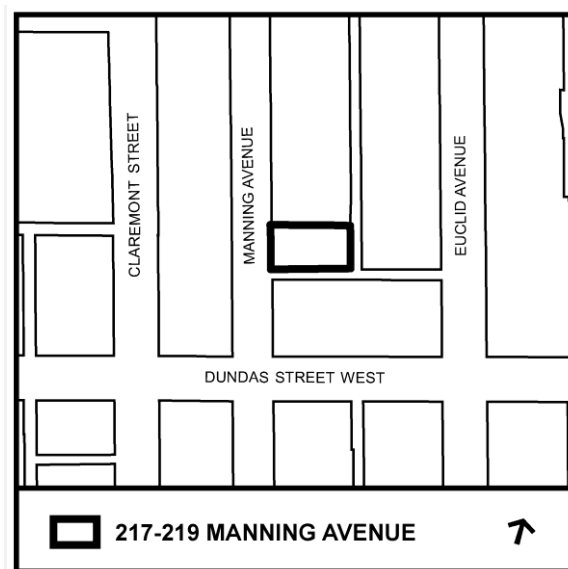 CLAREMONT STREET
MANNING AVENUE
EUCLID AVENUE
DUNDAS STREET WEST
217-219 MANNING AVENUE